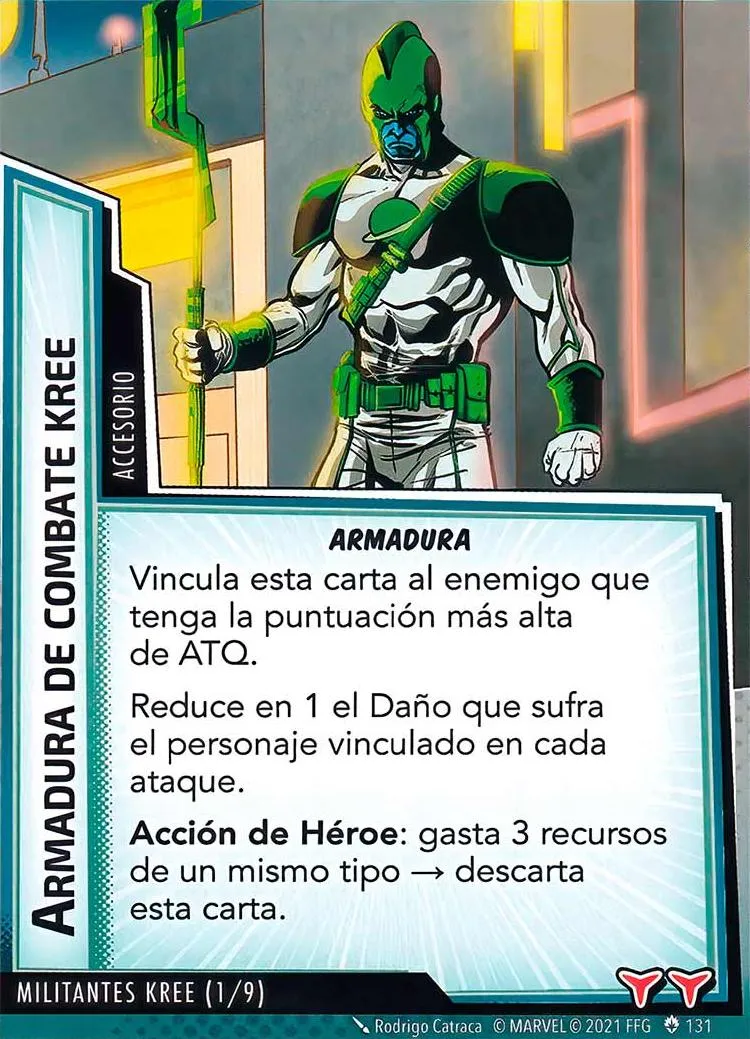 ARMADURA DE COMBATE KREE
ACCESORIO
ARMADURA
Vincula esta carta al enemigo que
tenga la puntuación más alta
de ATQ.
Reduce en 1 el Daño que sufra
el personaje vinculado en cada
ataque.
Acción de Héroe: gasta 3 recursos
de un mismo tipo → descarta
esta carta.
MILITANTES KREE (1/9)
Rodrigo Catraca © MARVEL © 2021 FFG 131